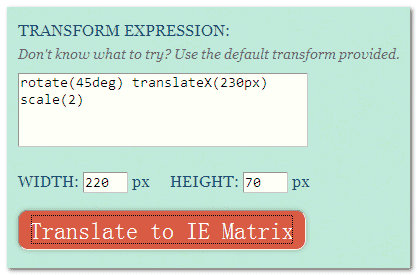 TRANSFORM EXPRESSION:
Don't know what to try? Use the default transform provided.
rotate(45deg) translateX(230px)
scale(2)
WIDTH: 220 px HEIGHT: 70 px
Translate to IE Matrix